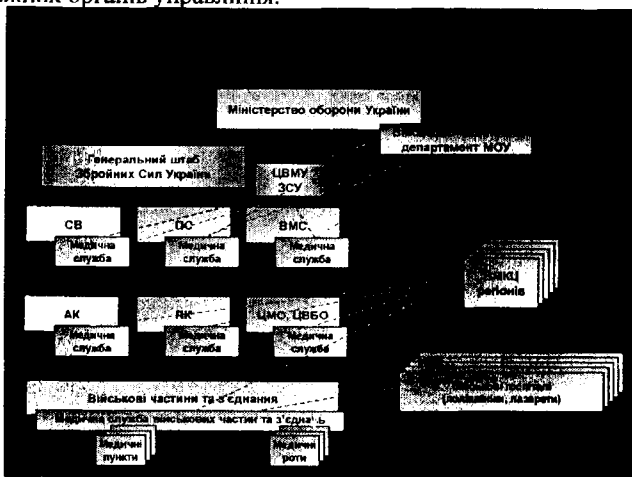 органів управління.
Міністерство оборони України
департамент МОУ
Генеральний штаб
Збройних Сил України
ЦВМУ
ЗСУ
СВ
ПС
ВМС
Медична
служба
Медична
служба
Медична
служба
АК
ЦМО, ЦВБО
Медична
служба
Медична
служба
Медична
служба
регіонів
Військові частини та з'єднання
Медична служба військових частин та з'єднань
(поліклініки, лазарети)
Медичні
пункти
Медичні
роти